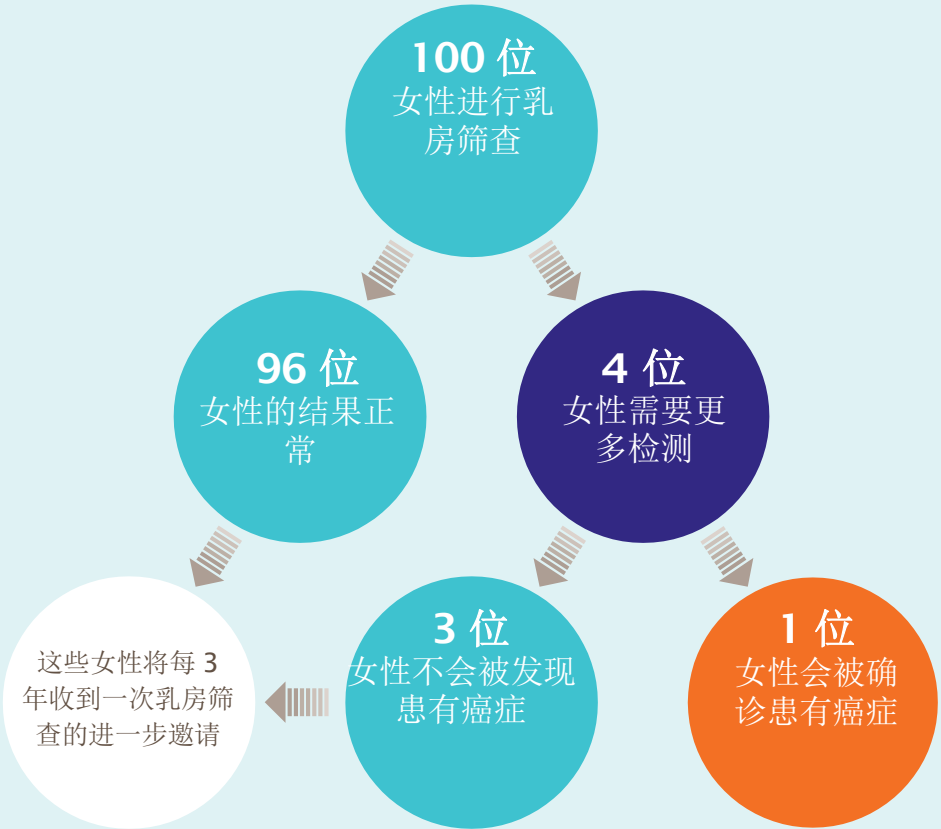 100 位
女性进行乳
房筛查
96 位
女性的结果正
常
4 位
女性需要更
多检测
这些女性将每 3
年收到一次乳房筛
查的进一步邀请
3 位
女性不会被发现
患有癌症
1 位
女性会被确
诊患有癌症